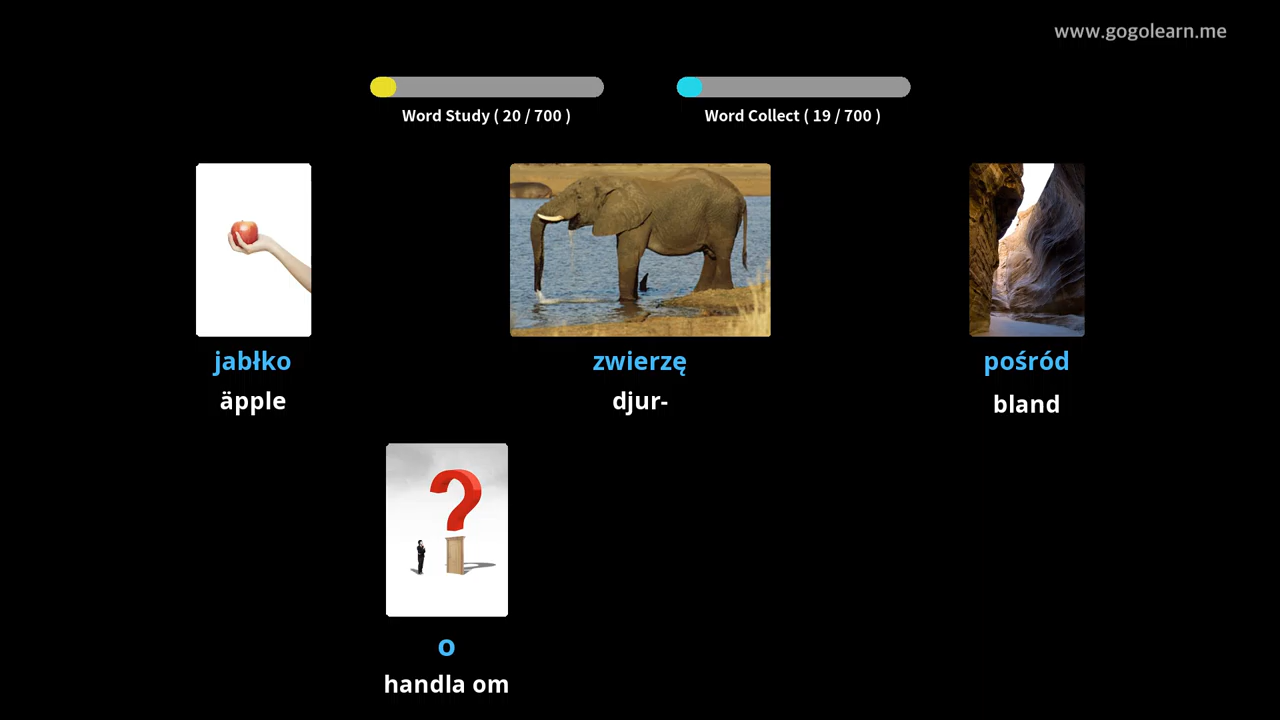 www.gogolearn.me
Word Study ( 20 / 700 )
Word Collect ( 19 / 700 )
jabłko
äpple
zwierzę
djur-
pośród
bland
?
o
handla om